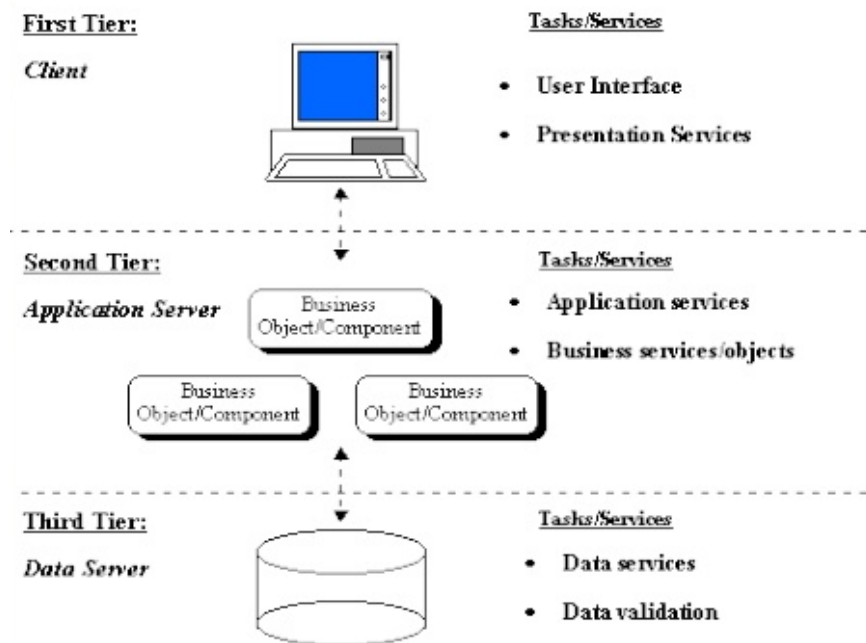 First Tier:
Tasks/Services
Client
• User Interface
• Presentation Services
Second Tier:
Tasks/Services
Application Server
Business
Object/Component
• Application services
• Business services/objects
Business
Object/Component
Business
Object/Component
Third Tier:
Tasks/Services
Data Server
• Data services
• Data validation